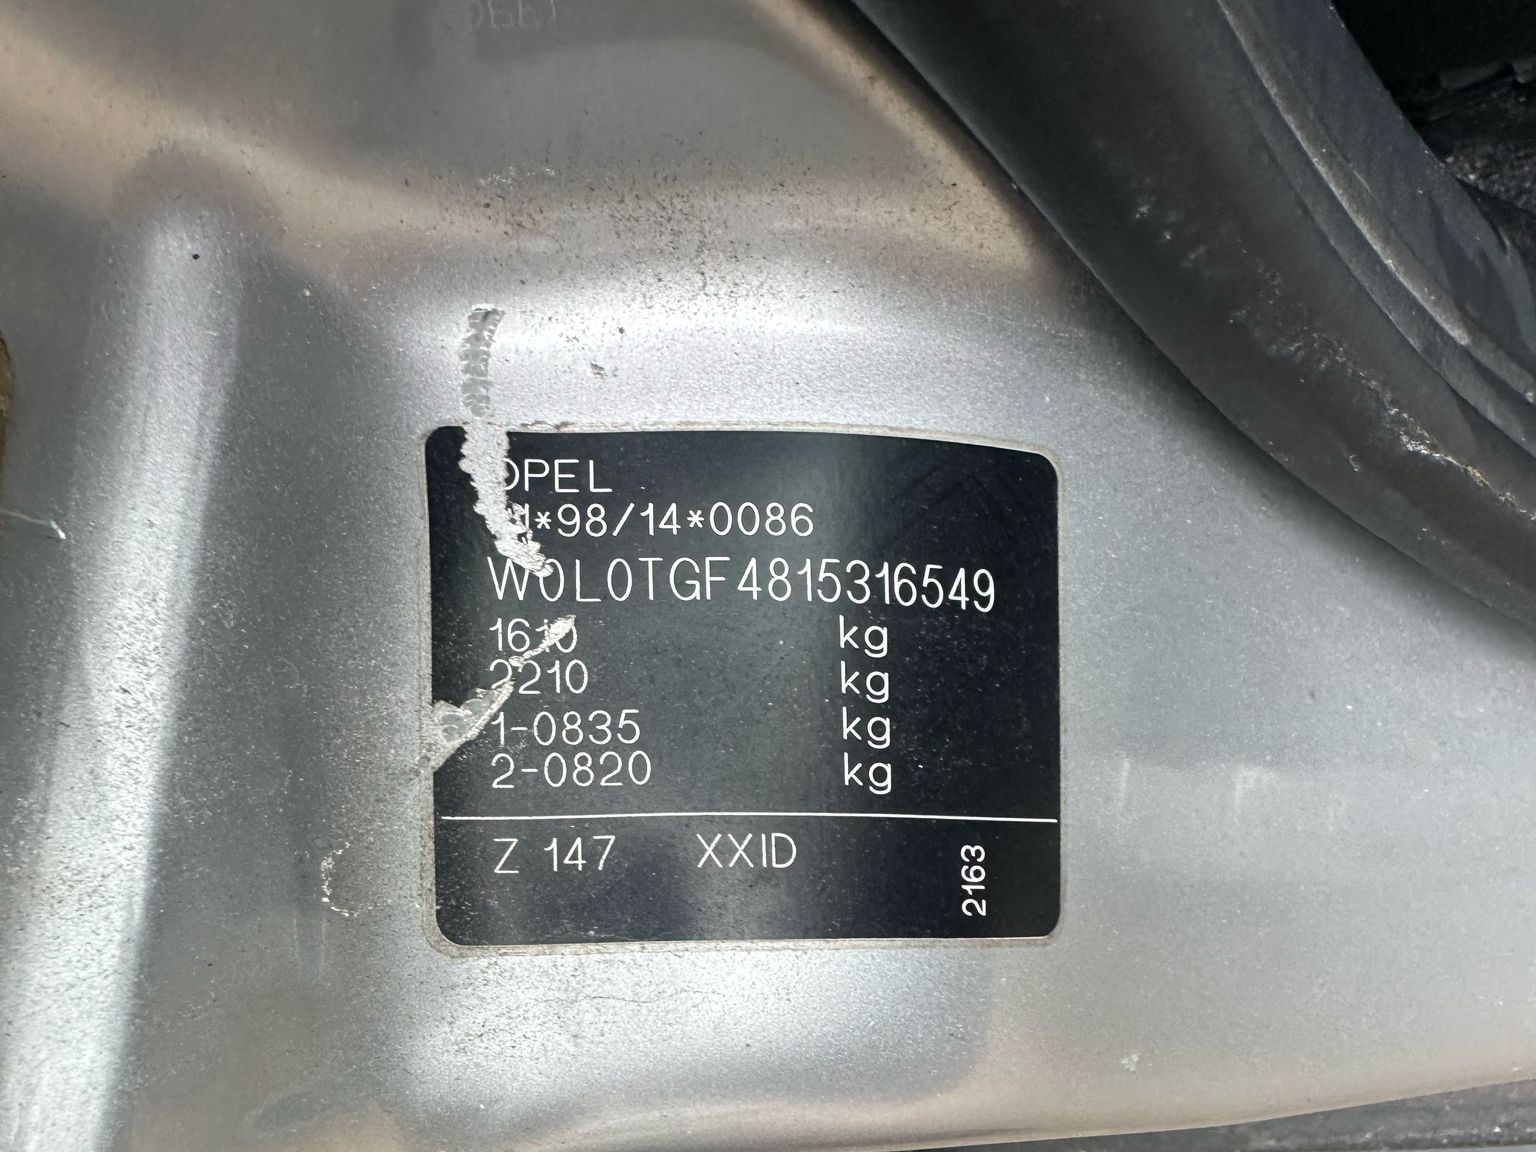 OPEL
*98/14*0086
W0L0TGF4815316549
1610 kg
2210 kg
1-0835 kg
2-0820 kg
Z 147 XXID
2163